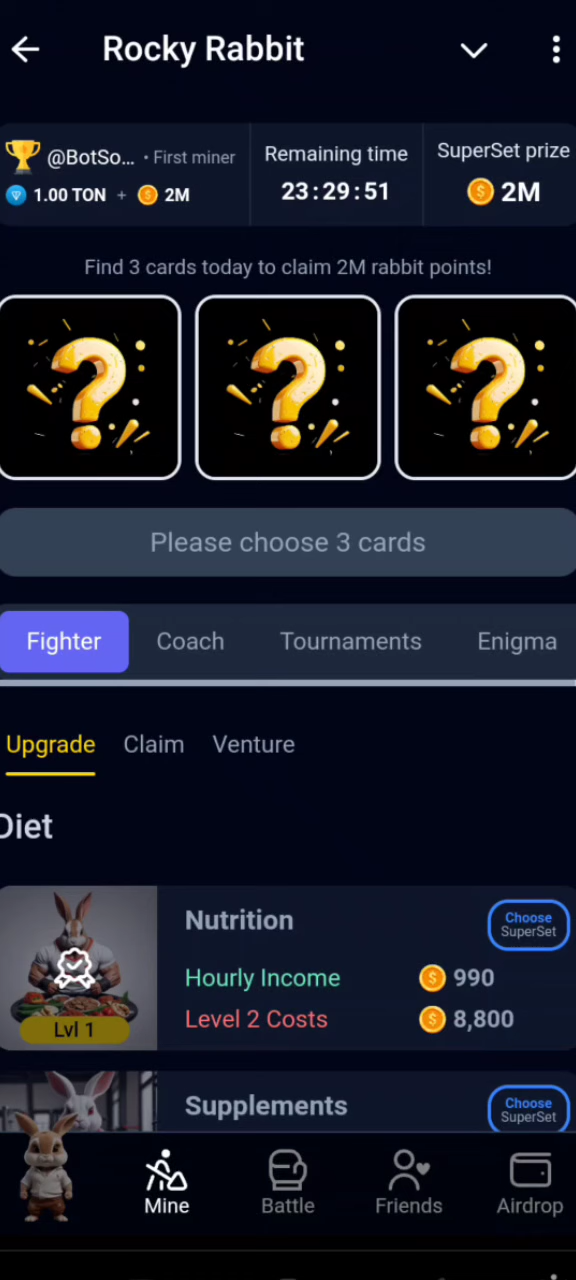 Rocky Rabbit
@BotSo... • First miner
1.00 TON + 2M
Remaining time
23:29:51
SuperSet prize
2M
Find 3 cards today to claim 2M rabbit points!
Please choose 3 cards
Fighter Coach Tournaments Enigma
Upgrade Claim Venture
Diet
Nutrition
Choose
SuperSet
Hourly Income 990
Level 2 Costs 8,800
Lvl 1
Supplements
Choose
SuperSet
Mine Battle Friends Airdrop